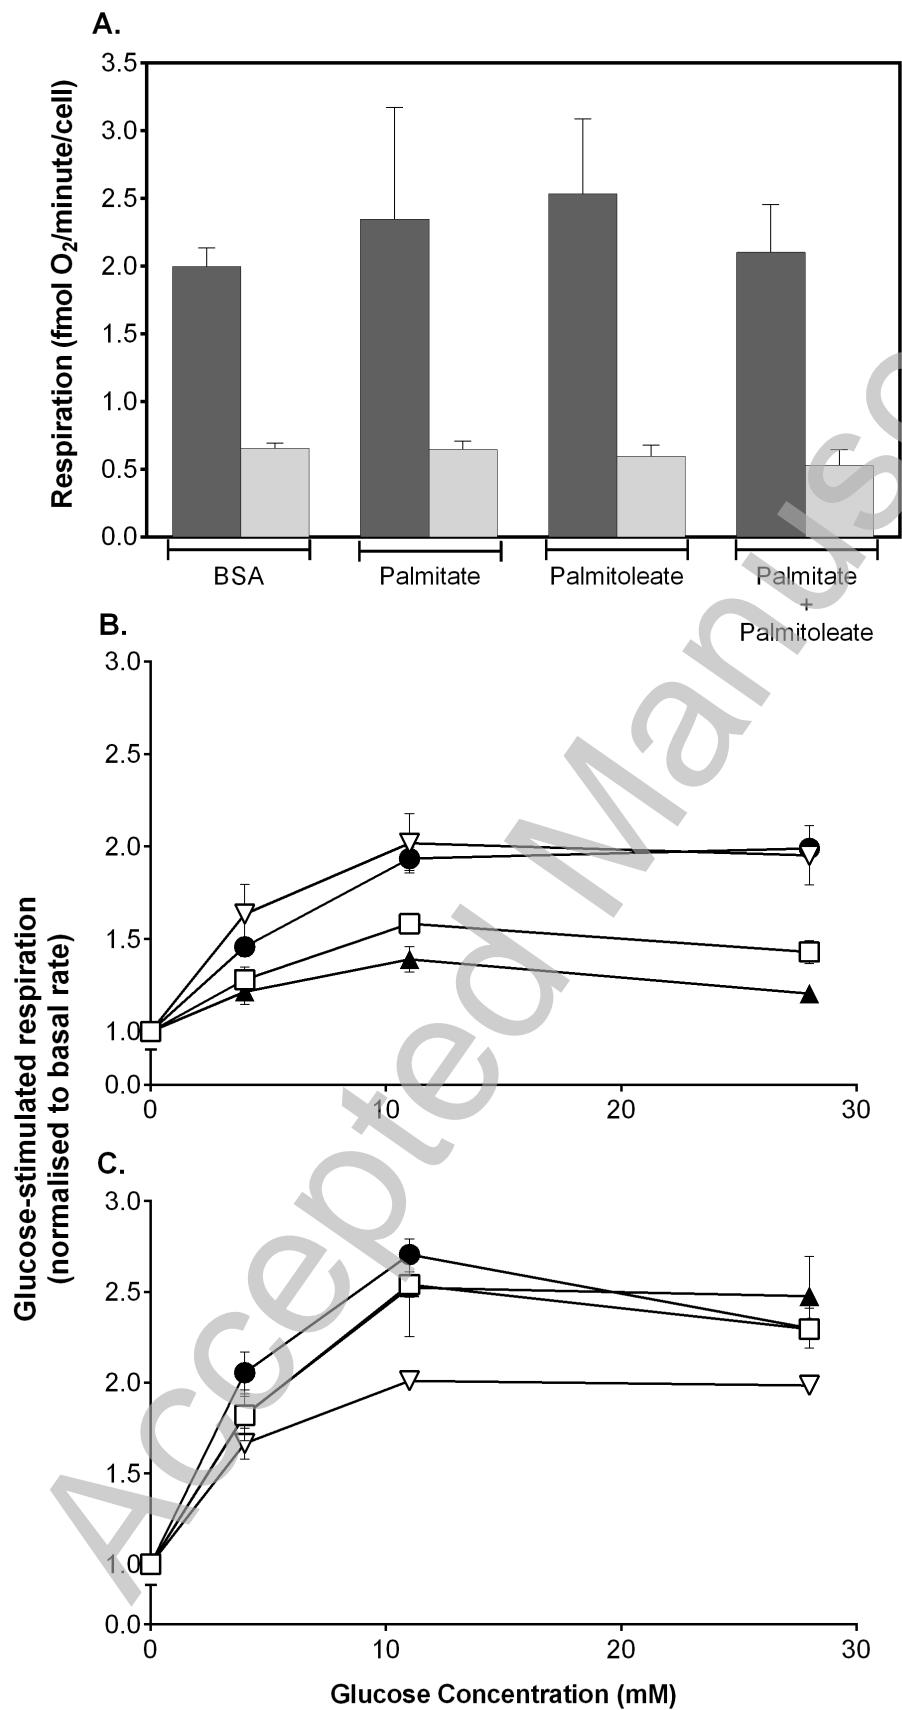 A.
3.5
3.0
2.5
2.0
1.5
1.0
0.5
0.0
Respiration (fmol O₂/minute/cell)
BSA
Palmitate
Palmitoleate
Palmitate
+
Palmitoleate
B.
3.0
2.5
2.0
1.5
1.0
0.0
0
10
20
30
Glucose-stimulated respiration
(normalised to basal rate)
C.
3.0
2.5
2.0
1.5
1.0
0.0
0
10
20
30
Glucose Concentration (mM)
Accepted Manusc